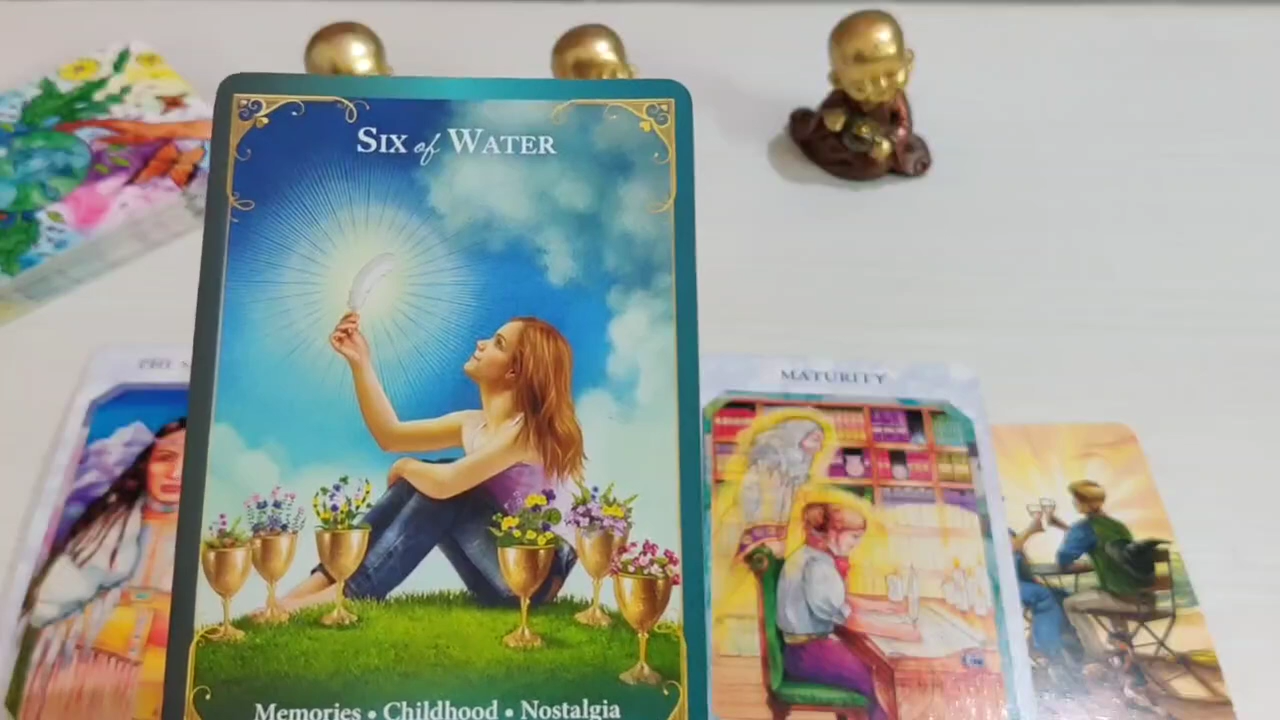 SIX of WATER
MATURITY
Memories • Childhood • Nostalgia